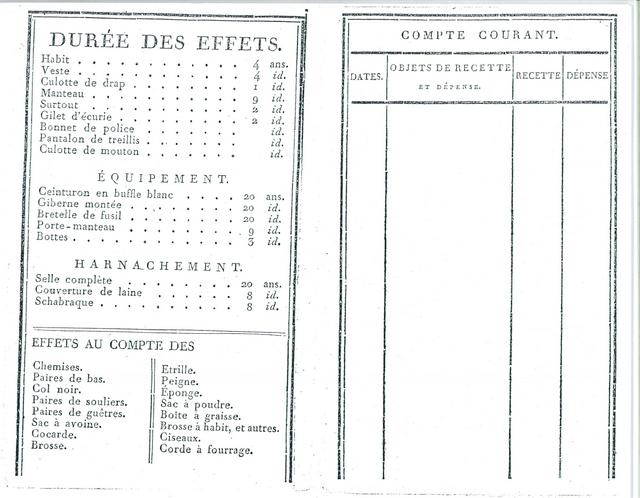 DURÉE DES EFFETS.
Habit . . . . . . . . . 4 ans.
Veste . . . . . . . . . 4 id.
Culotte de drap . . . . . . 1 id.
Manteau . . . . . . . . 9 id.
Surtout . . . . . . . . 2 id.
Gilet d'écurie . . . . . . . 2 id.
Bonnet de police . . . . . . id.
Pantalon de treillis . . . . . . id.
Culotte de mouton . . . . . . id.
ÉQUIPEMENT.
Ceinturon en buffle blanc . . . . 20 ans.
Giberne montée . . . . . . 20 id.
Bretelle de fusil . . . . . . 20 id.
Porte-manteau . . . . . . 9 id.
Bottes . . . . . . . . . 3 id.
HARNACHEMENT.
Selle complète . . . . . . 20 ans.
Couverture de laine . . . . . 8 id.
Schabraque . . . . . . . 8 id.
EFFETS AU COMPTE DES
Chemises.
Paires de bas.
Col noir.
Paires de souliers.
Paires de guêtres.
Sac à avoine.
Cocarde.
Brosse.
Etrille.
Peigne.
Éponge.
Sac à poudre.
Boîte à graisse.
Brosse à habit, et autres.
Ciseaux.
Corde à fourrage.
COMPTE COURANT.
DATES. OBJETS DE RECETTE ET DÉPENSE. RECETTE DÉPENSE